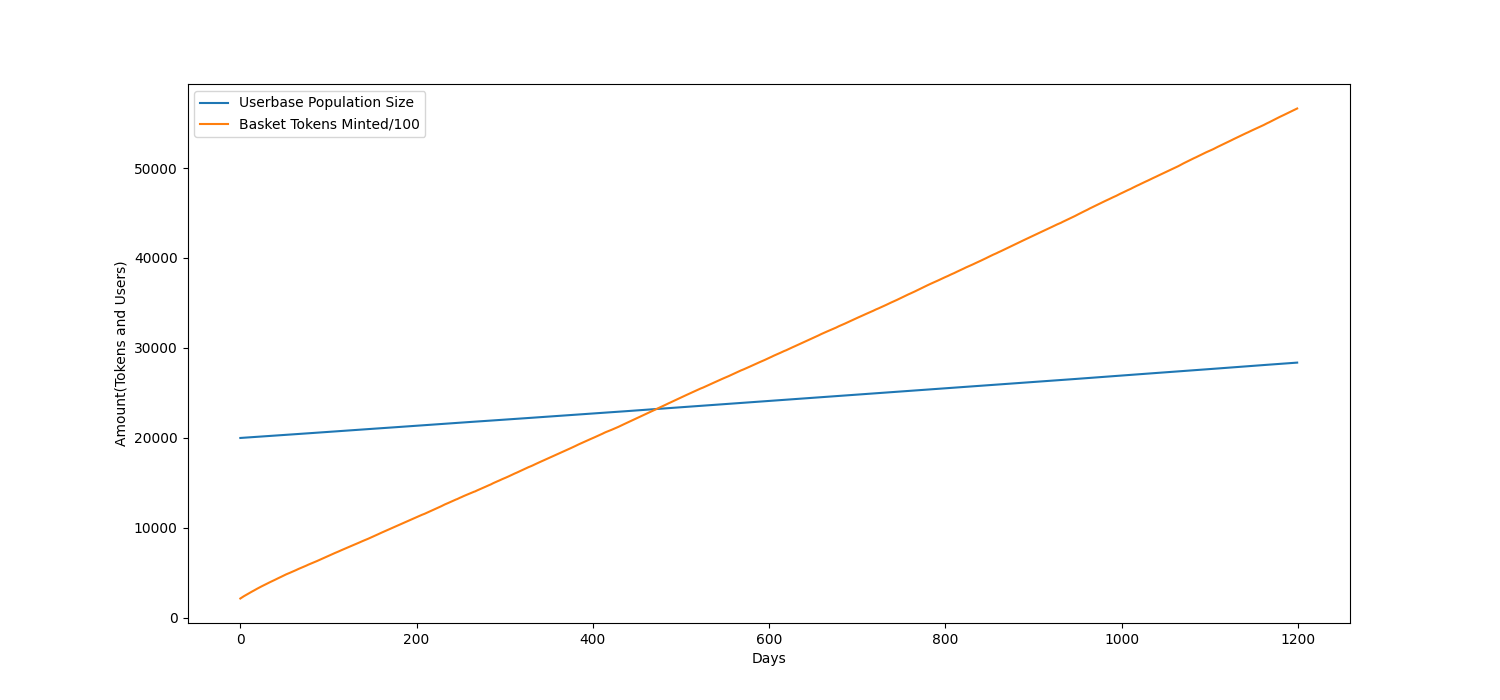 Userbase Population Size
Basket Tokens Minted/100
Amount(Tokens and Users)
50000
40000
30000
20000
10000
0
0 200 400 600 800 1000 1200
Days